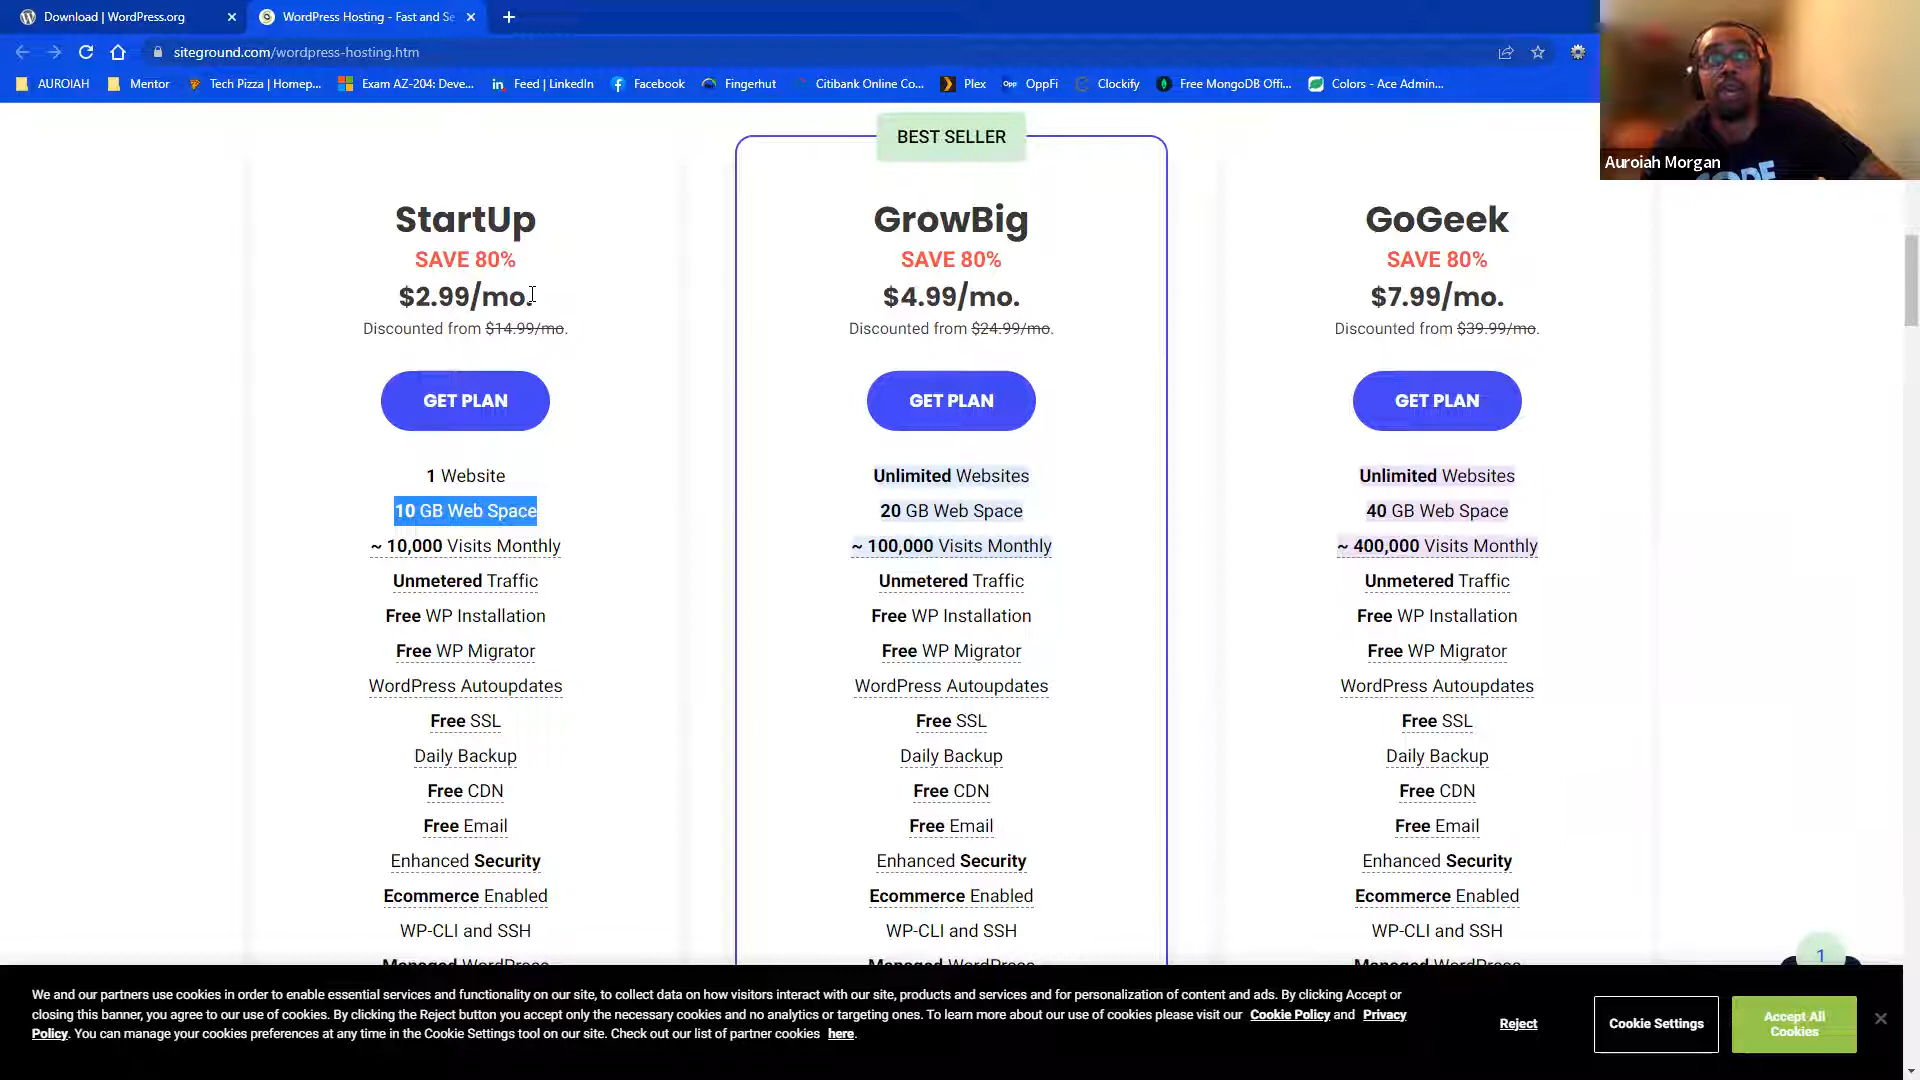 Download | WordPress.org
WordPress Hosting - Fast and Se
siteground.com/wordpress-hosting.htm
AUROIAH
Mentor
Tech Pizza | Homep...
Exam AZ-204: Deve...
in Feed | LinkedIn
Facebook
Fingerhut
Citibank Online Co...
Plex
Opp OppFi
Clockify
Free MongoDB Offi...
Colors - Ace Admin...
Auroiah Morgan
CODE
StartUp
SAVE 80%
$2.99/mo.
Discounted from $14.99/mo.
GET PLAN
1 Website
10 GB Web Space
~ 10,000 Visits Monthly
Unmetered Traffic
Free WP Installation
Free WP Migrator
WordPress Autoupdates
Free SSL
Daily Backup
Free CDN
Free Email
Enhanced Security
Ecommerce Enabled
WP-CLI and SSH
Managed WordPress
BEST SELLER
GrowBig
SAVE 80%
$4.99/mo.
Discounted from $24.99/mo.
GET PLAN
Unlimited Websites
20 GB Web Space
~ 100,000 Visits Monthly
Unmetered Traffic
Free WP Installation
Free WP Migrator
WordPress Autoupdates
Free SSL
Daily Backup
Free CDN
Free Email
Enhanced Security
Ecommerce Enabled
WP-CLI and SSH
Managed WordPress
GoGeek
SAVE 80%
$7.99/mo.
Discounted from $39.99/mo.
GET PLAN
Unlimited Websites
40 GB Web Space
~ 400,000 Visits Monthly
Unmetered Traffic
Free WP Installation
Free WP Migrator
WordPress Autoupdates
Free SSL
Daily Backup
Free CDN
Free Email
Enhanced Security
Ecommerce Enabled
WP-CLI and SSH
Managed WordPress
1
We and our partners use cookies in order to enable essential services and functionality on our site, to collect data on how visitors interact with our site, products and services and for personalization of content and ads. By clicking Accept or
closing this banner, you agree to our use of cookies. By clicking the Reject button you accept only the necessary cookies and no analytics or targeting ones. To learn more about our use of cookies please visit our Cookie Policy and Privacy
Policy. You can manage your cookies preferences at any time in the Cookie Settings tool on our site. Check out our list of partner cookies here.
Reject
Cookie Settings
Accept All
Cookies